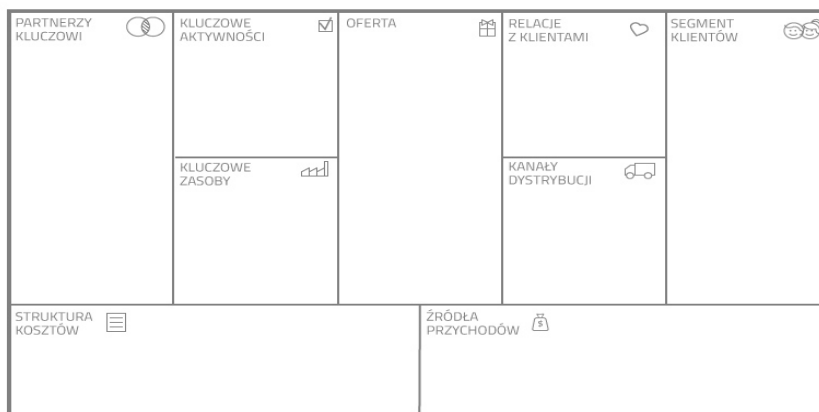 PARTNERZY
KLUCZOWI
KLUCZOWE
AKTYWNOŚCI
OFERTA
RELACJE
Z KLIENTAMI
SEGMENT
KLIENTÓW
KLUCZOWE
ZASOBY
KANAŁY
DYSTRYBUCJI
STRUKTURA
KOSZTÓW
ŹRÓDŁA
PRZYCHODÓW
$